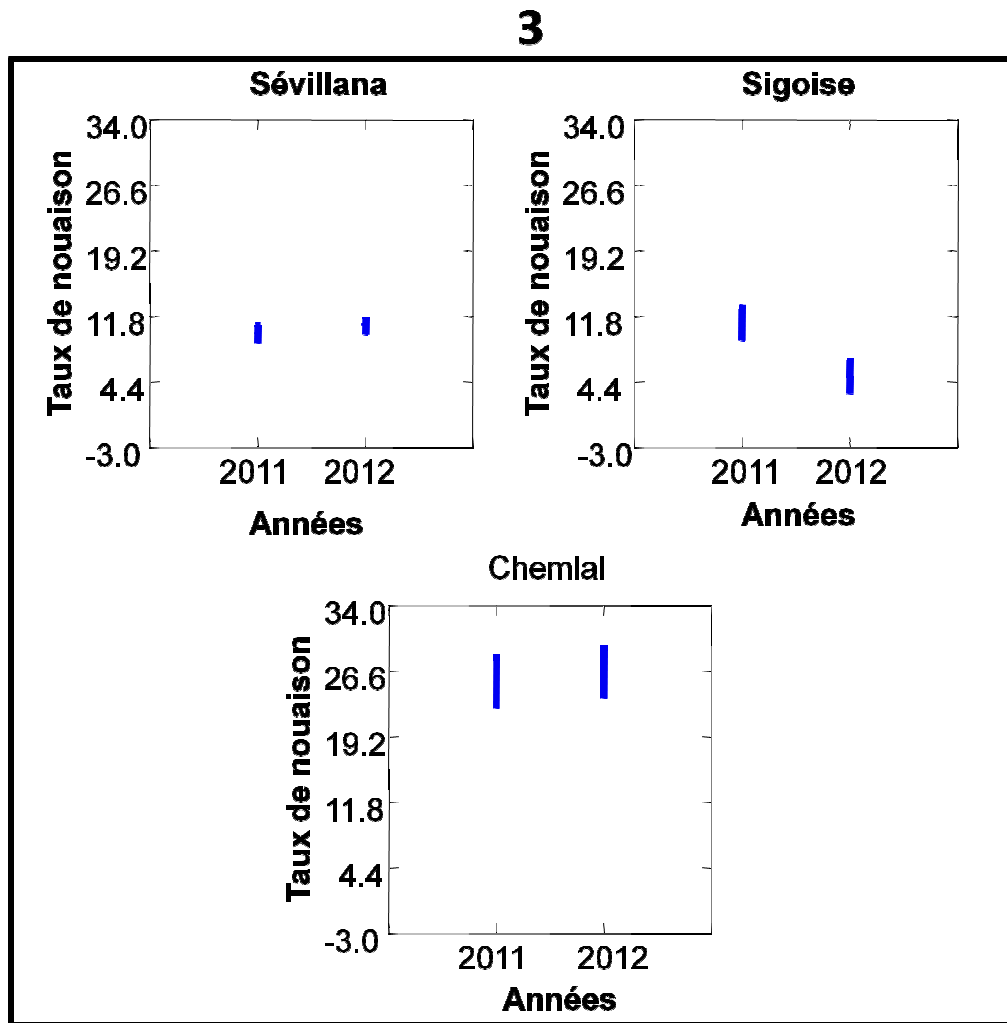 3
Sévillana
Taux de nouaison
34.0
26.6
19.2
11.8
4.4
-3.0
2011 2012
Années
Sigoise
Taux de nouaison
34.0
26.6
19.2
11.8
4.4
-3.0
2011 2012
Années
Chemlal
Taux de nouaison
34.0
26.6
19.2
11.8
4.4
-3.0
2011 2012
Années